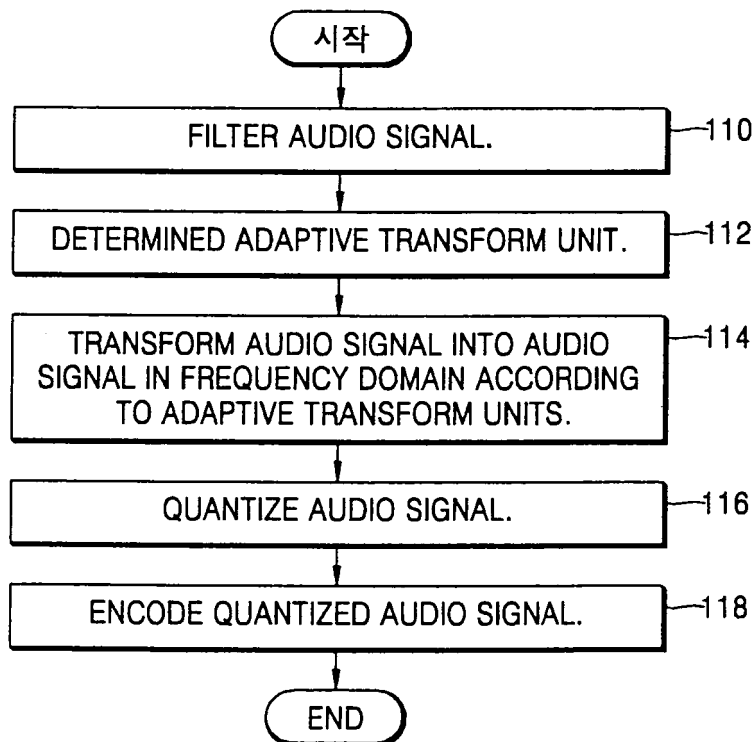 시작
FILTER AUDIO SIGNAL.
110
DETERMINED ADAPTIVE TRANSFORM UNIT.
112
TRANSFORM AUDIO SIGNAL INTO AUDIO
SIGNAL IN FREQUENCY DOMAIN ACCORDING
TO ADAPTIVE TRANSFORM UNITS.
114
QUANTIZE AUDIO SIGNAL.
116
ENCODE QUANTIZED AUDIO SIGNAL.
118
END